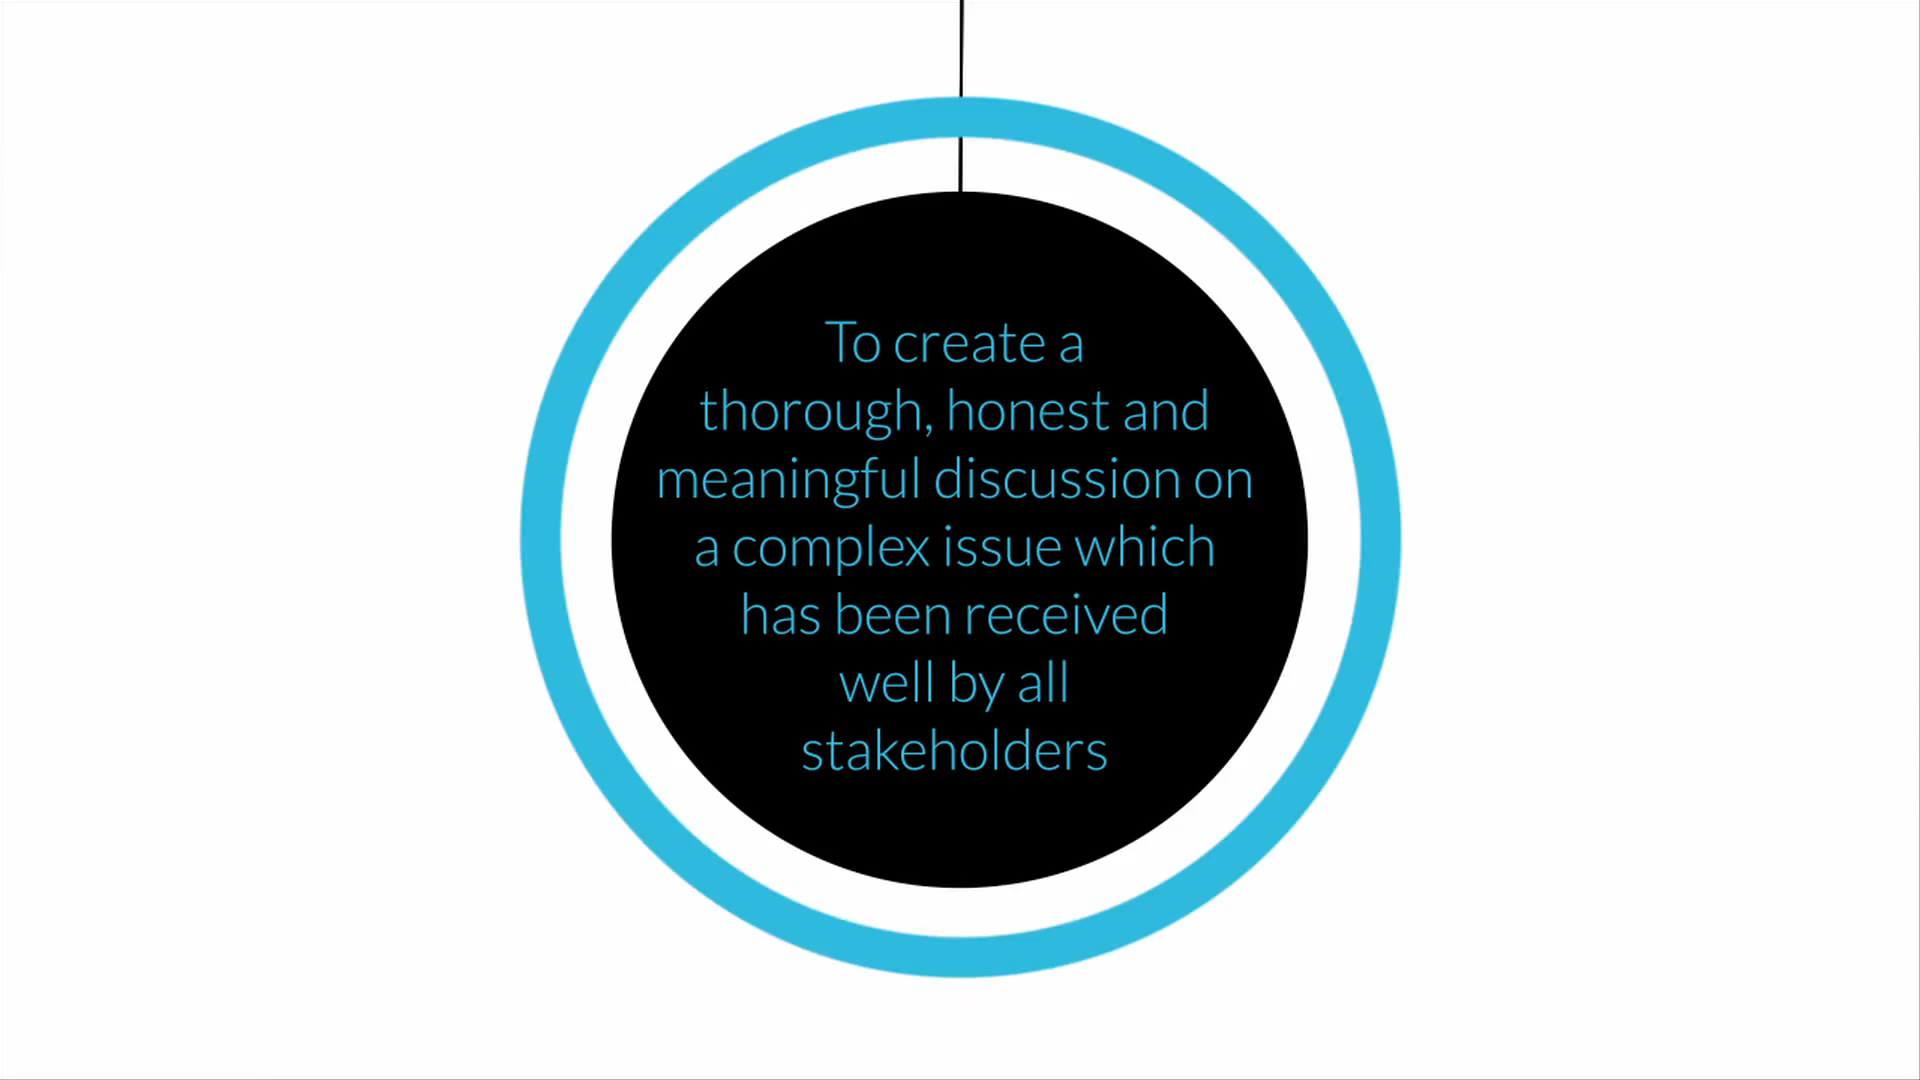 To create a
thorough, honest and
meaningful discussion on
a complex issue which
has been received
well by all
stakeholders